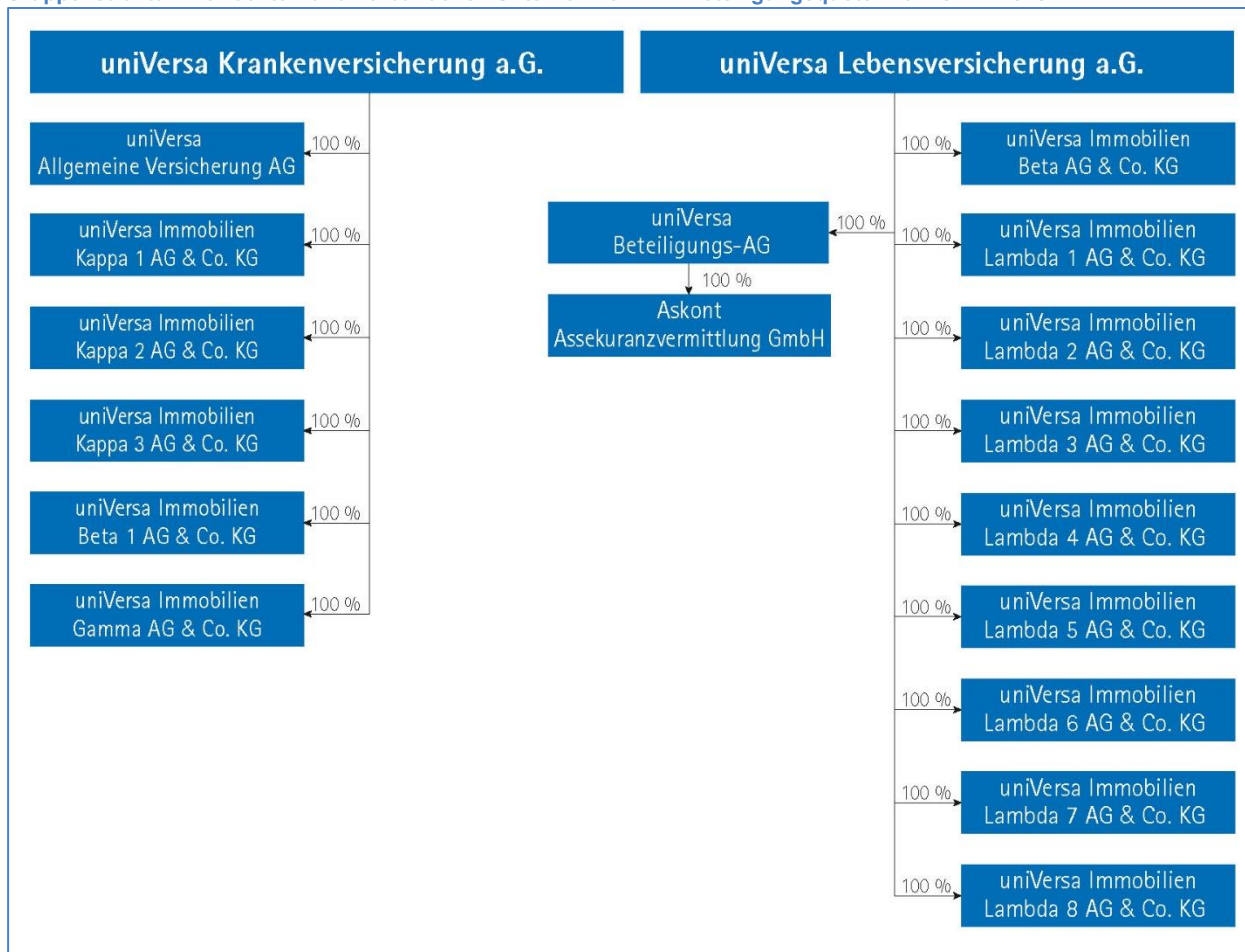 uniVersa Krankenversicherung a.G.
uniVersa Lebensversicherung a.G.
uniVersa
Allgemeine Versicherung AG
100 %
uniVersa Immobilien
Kappa 1 AG & Co. KG
100 %
uniVersa Immobilien
Kappa 2 AG & Co. KG
100 %
uniVersa Immobilien
Kappa 3 AG & Co. KG
100 %
uniVersa Immobilien
Beta 1 AG & Co. KG
100 %
uniVersa Immobilien
Gamma AG & Co. KG
100 %
uniVersa
Beteiligungs-AG
100 %
100 %
Askont
Assekuranzvermittlung GmbH
100 %
uniVersa Immobilien
Beta AG & Co. KG
100 %
uniVersa Immobilien
Lambda 1 AG & Co. KG
100 %
uniVersa Immobilien
Lambda 2 AG & Co. KG
100 %
uniVersa Immobilien
Lambda 3 AG & Co. KG
100 %
uniVersa Immobilien
Lambda 4 AG & Co. KG
100 %
uniVersa Immobilien
Lambda 5 AG & Co. KG
100 %
uniVersa Immobilien
Lambda 6 AG & Co. KG
100 %
uniVersa Immobilien
Lambda 7 AG & Co. KG
100 %
uniVersa Immobilien
Lambda 8 AG & Co. KG